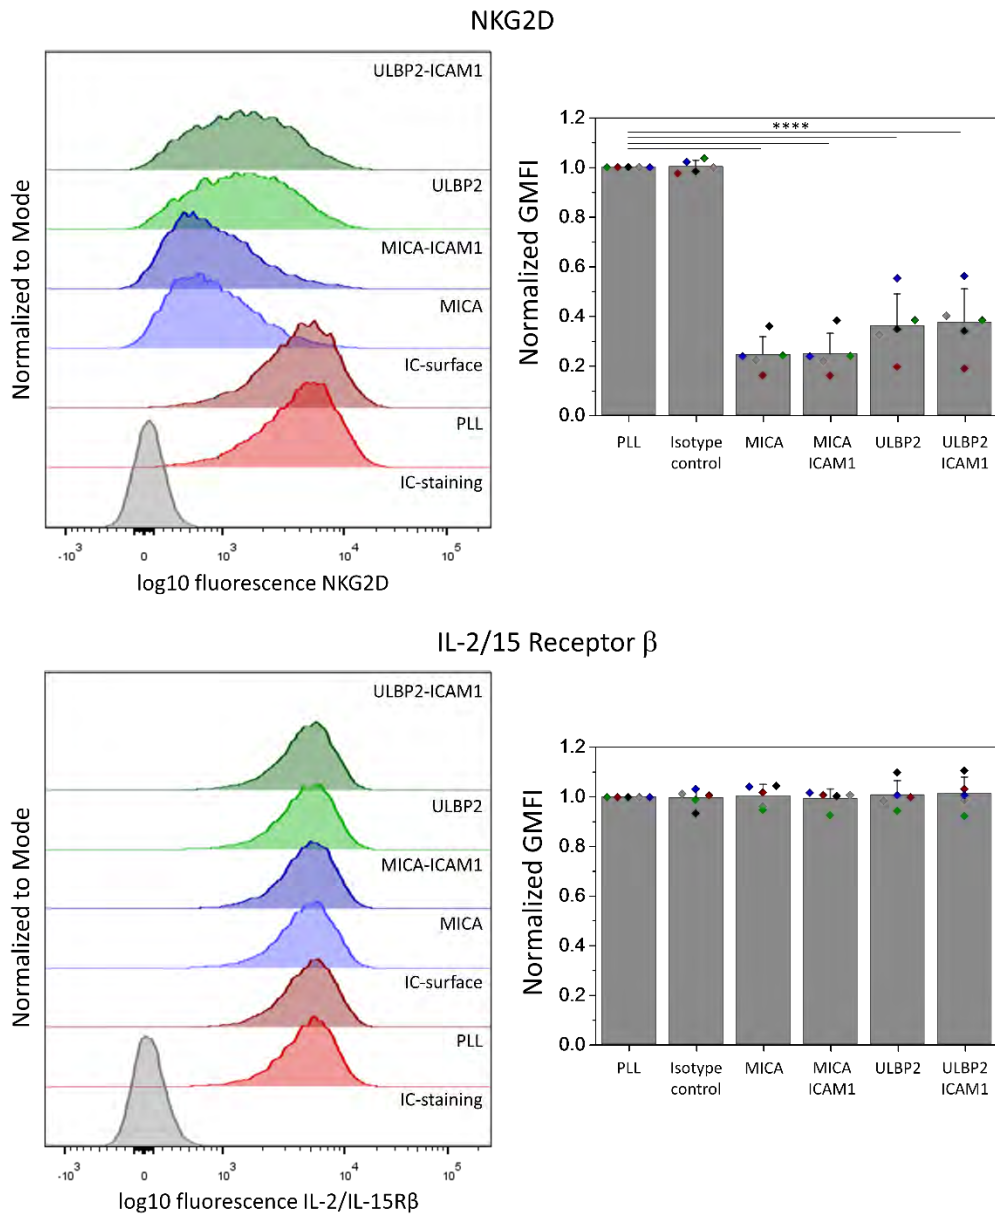 NKG2D
Normalized to Mode
ULBP2-ICAM1
ULBP2
MICA-ICAM1
MICA
IC-surface
PLL
IC-staining
-10³ 0 10³ 10⁴ 10⁵
log10 fluorescence NKG2D
Normalized GMFI
1.2
1.0
0.8
0.6
0.4
0.2
0.0
****
PLL Isotype control MICA MICA ICAM1 ULBP2 ULBP2 ICAM1
IL-2/15 Receptor β
Normalized to Mode
ULBP2-ICAM1
ULBP2
MICA-ICAM1
MICA
IC-surface
PLL
IC-staining
-10³ 0 10³ 10⁴ 10⁵
log10 fluorescence IL-2/IL-15Rβ
Normalized GMFI
1.2
1.0
0.8
0.6
0.4
0.2
0.0
PLL Isotype control MICA MICA ICAM1 ULBP2 ULBP2 ICAM1